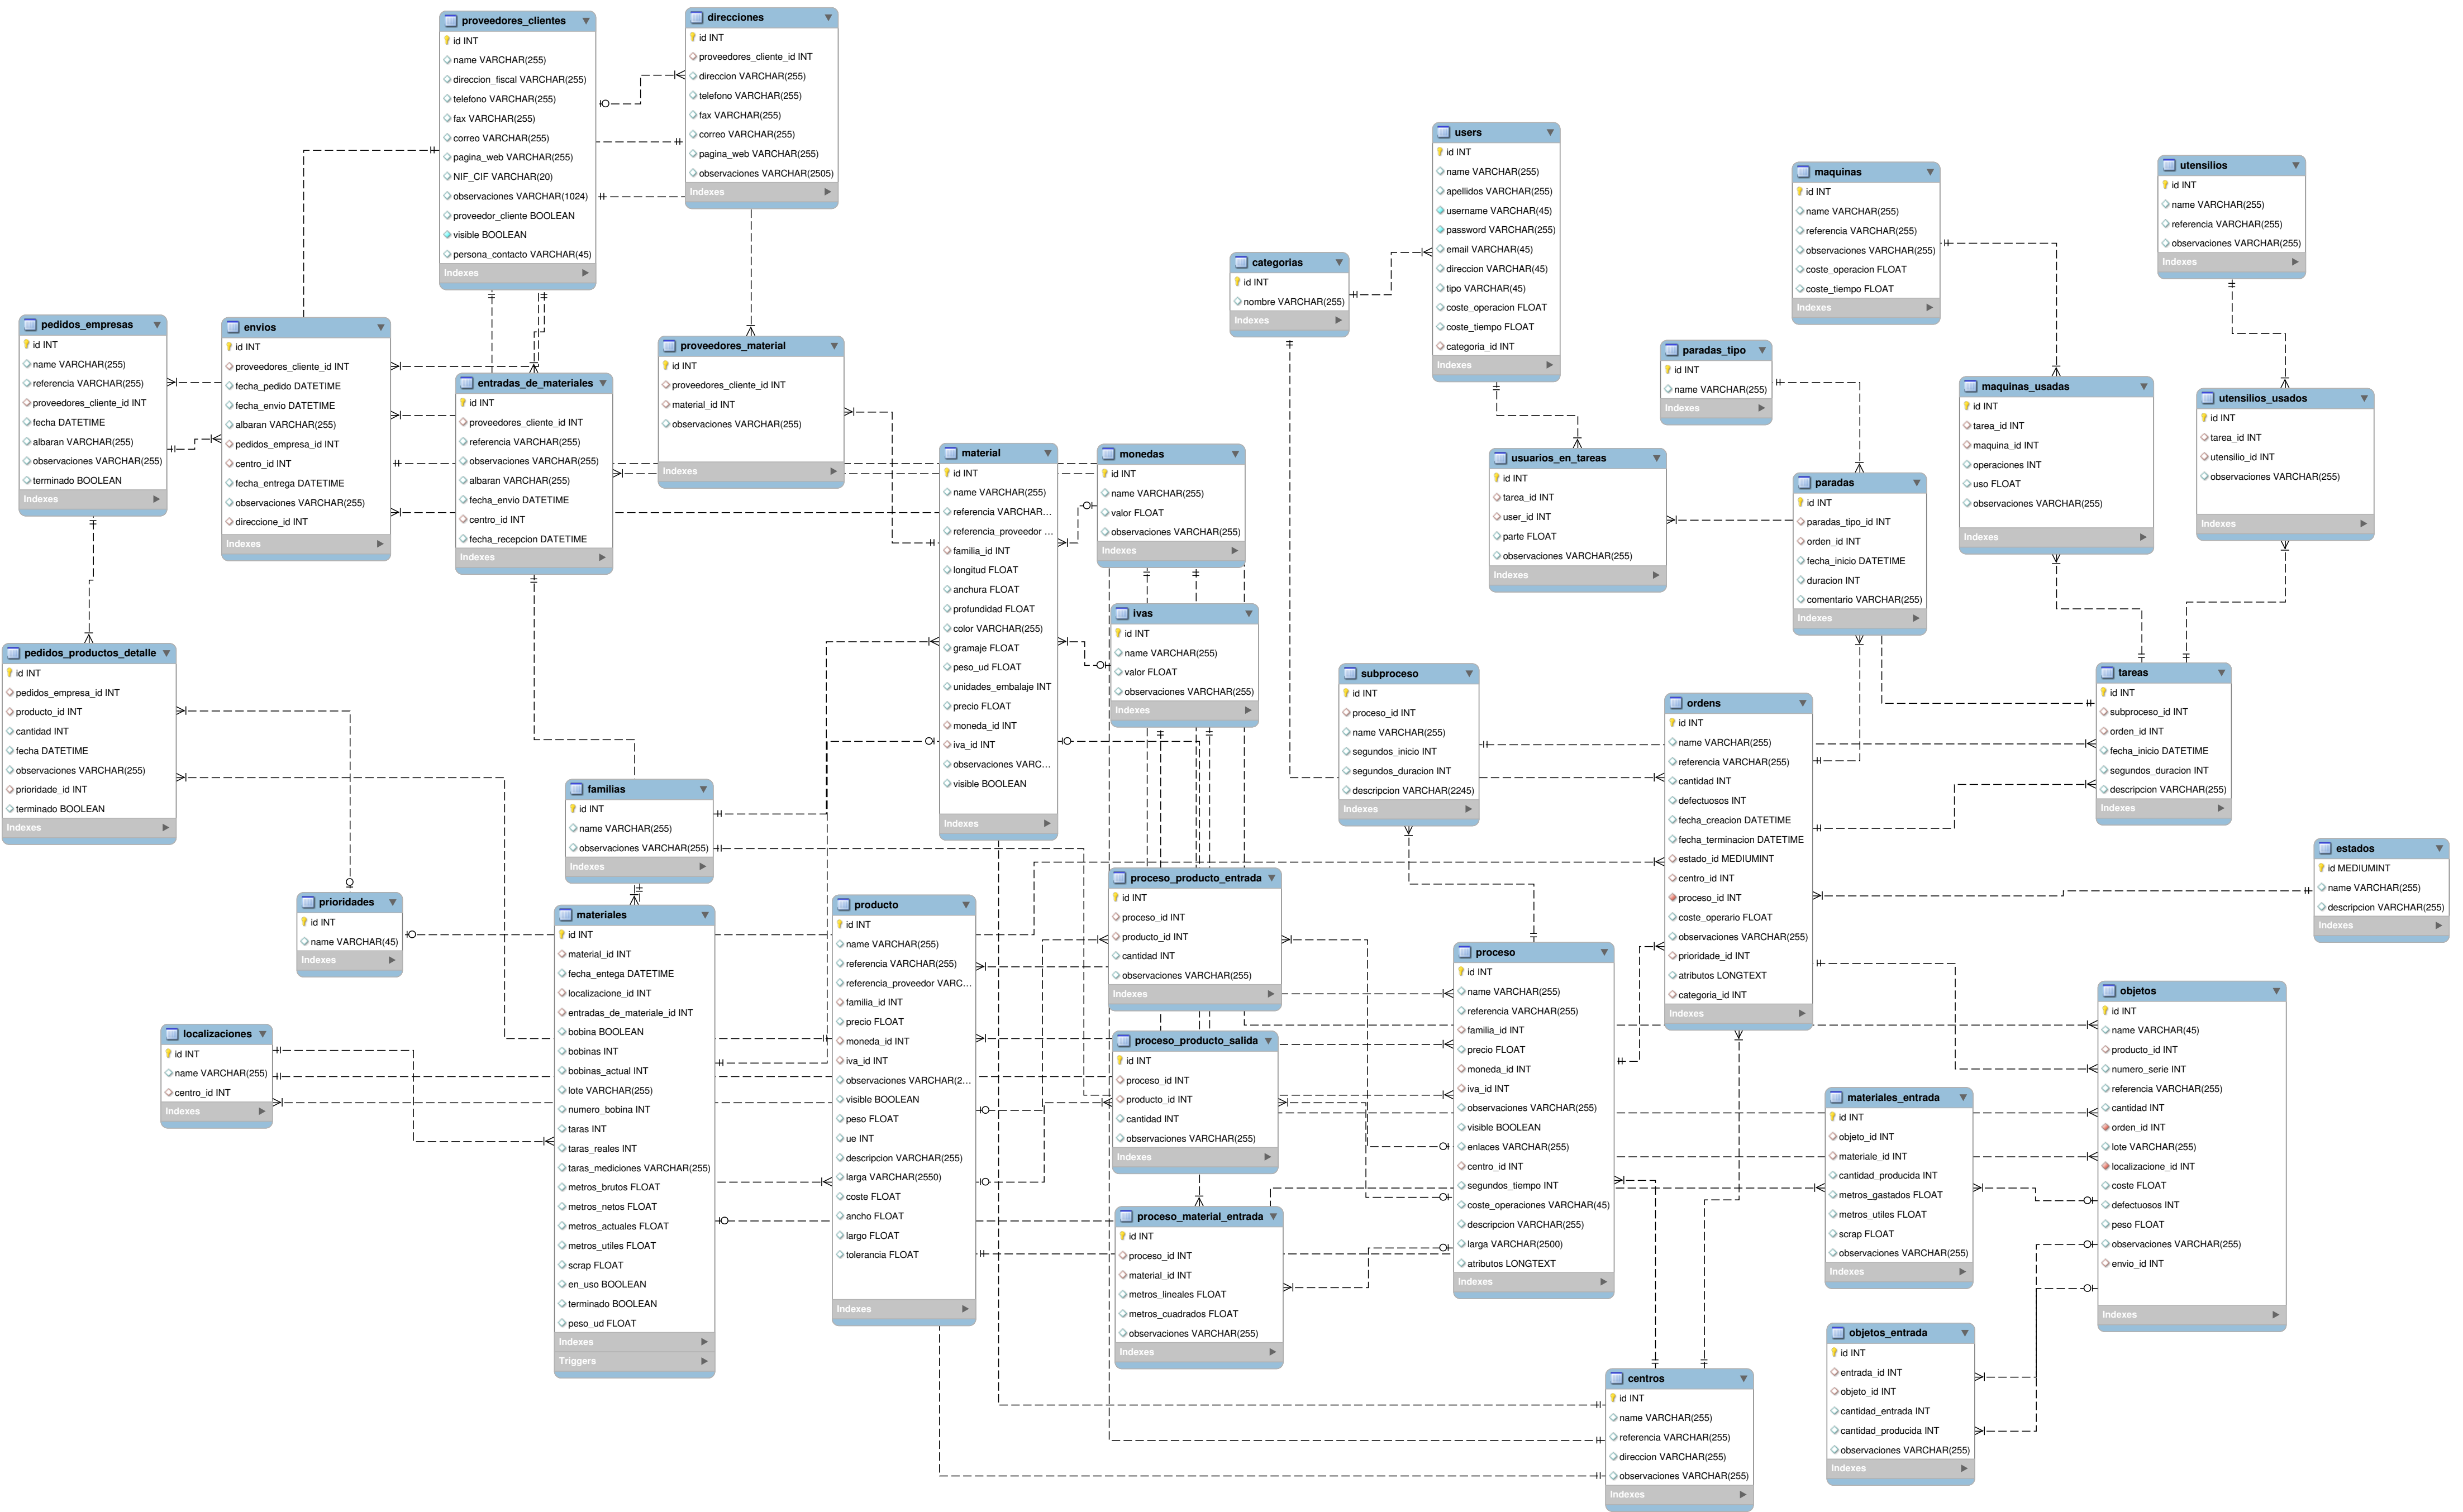 proveedores_clientes
id INT
name VARCHAR(255)
direccion_fiscal VARCHAR(255)
telefono VARCHAR(255)
fax VARCHAR(255)
correo VARCHAR(255)
pagina_web VARCHAR(255)
NIF_CIF VARCHAR(20)
observaciones VARCHAR(1024)
proveedor_cliente BOOLEAN
visible BOOLEAN
persona_contacto VARCHAR(45)
Indexes
direcciones
id INT
proveedores_cliente_id INT
direccion VARCHAR(255)
telefono VARCHAR(255)
fax VARCHAR(255)
correo VARCHAR(255)
pagina_web VARCHAR(255)
observaciones VARCHAR(2505)
Indexes
users
id INT
name VARCHAR(255)
apellidos VARCHAR(255)
username VARCHAR(45)
password VARCHAR(255)
email VARCHAR(45)
direccion VARCHAR(45)
tipo VARCHAR(45)
coste_operacion FLOAT
coste_tiempo FLOAT
categoria_id INT
Indexes
maquinas
id INT
name VARCHAR(255)
referencia VARCHAR(255)
observaciones VARCHAR(255)
coste_operacion FLOAT
coste_tiempo FLOAT
Indexes
utensilios
id INT
name VARCHAR(255)
referencia VARCHAR(255)
observaciones VARCHAR(255)
Indexes
categorias
id INT
nombre VARCHAR(255)
Indexes
pedidos_empresas
id INT
name VARCHAR(255)
referencia VARCHAR(255)
proveedores_cliente_id INT
fecha DATETIME
albaran VARCHAR(255)
observaciones VARCHAR(255)
terminado BOOLEAN
Indexes
envios
id INT
proveedores_cliente_id INT
fecha_pedido DATETIME
fecha_envio DATETIME
albaran VARCHAR(255)
pedidos_empresa_id INT
centro_id INT
fecha_entrega DATETIME
observaciones VARCHAR(255)
direccione_id INT
Indexes
entradas_de_materiales
id INT
proveedores_cliente_id INT
referencia VARCHAR(255)
observaciones VARCHAR(255)
albaran VARCHAR(255)
fecha_envio DATETIME
centro_id INT
fecha_recepcion DATETIME
Indexes
proveedores_material
id INT
proveedores_cliente_id INT
material_id INT
observaciones VARCHAR(255)
Indexes
paradas_tipo
id INT
name VARCHAR(255)
Indexes
maquinas_usadas
id INT
tarea_id INT
maquina_id INT
operaciones INT
uso FLOAT
observaciones VARCHAR(255)
Indexes
utensilios_usados
id INT
tarea_id INT
utensilio_id INT
observaciones VARCHAR(255)
Indexes
material
id INT
name VARCHAR(255)
referencia VARCHAR...
referencia_proveedor ...
familia_id INT
longitud FLOAT
anchura FLOAT
profundidad FLOAT
color VARCHAR(255)
gramaje FLOAT
peso_ud FLOAT
unidades_embalaje INT
precio FLOAT
moneda_id INT
iva_id INT
observaciones VARC...
visible BOOLEAN
Indexes
monedas
id INT
name VARCHAR(255)
valor FLOAT
observaciones VARCHAR(255)
Indexes
usuarios_en_tareas
id INT
tarea_id INT
user_id INT
parte FLOAT
observaciones VARCHAR(255)
Indexes
paradas
id INT
paradas_tipo_id INT
orden_id INT
fecha_inicio DATETIME
duracion INT
comentario VARCHAR(255)
Indexes
ivas
id INT
name VARCHAR(255)
valor FLOAT
observaciones VARCHAR(255)
Indexes
pedidos_productos_detalle
id INT
pedidos_empresa_id INT
producto_id INT
cantidad INT
fecha DATETIME
observaciones VARCHAR(255)
prioridade_id INT
terminado BOOLEAN
Indexes
subproceso
id INT
proceso_id INT
name VARCHAR(255)
segundos_inicio INT
segundos_duracion INT
descripcion VARCHAR(2245)
Indexes
ordens
id INT
name VARCHAR(255)
referencia VARCHAR(255)
cantidad INT
defectuosos INT
fecha_creacion DATETIME
fecha_terminacion DATETIME
estado_id MEDIUMINT
centro_id INT
proceso_id INT
coste_operario FLOAT
observaciones VARCHAR(255)
prioridade_id INT
atributos LONGTEXT
categoria_id INT
Indexes
tareas
id INT
subproceso_id INT
orden_id INT
fecha_inicio DATETIME
segundos_duracion INT
descripcion VARCHAR(255)
Indexes
familias
id INT
name VARCHAR(255)
observaciones VARCHAR(255)
Indexes
estados
id MEDIUMINT
name VARCHAR(255)
descripcion VARCHAR(255)
Indexes
prioridades
id INT
name VARCHAR(45)
Indexes
materiales
id INT
material_id INT
fecha_entega DATETIME
localizacione_id INT
entradas_de_materiale_id INT
bobina BOOLEAN
bobinas INT
bobinas_actual INT
lote VARCHAR(255)
numero_bobina INT
taras INT
taras_reales INT
taras_mediciones VARCHAR(255)
metros_brutos FLOAT
metros_netos FLOAT
metros_actuales FLOAT
metros_utiles FLOAT
scrap FLOAT
en_uso BOOLEAN
terminado BOOLEAN
peso_ud FLOAT
Indexes
Triggers
producto
id INT
name VARCHAR(255)
referencia VARCHAR(255)
referencia_proveedor VARC...
familia_id INT
precio FLOAT
moneda_id INT
iva_id INT
observaciones VARCHAR(2...
visible BOOLEAN
peso FLOAT
ue INT
descripcion VARCHAR(255)
larga VARCHAR(2550)
coste FLOAT
ancho FLOAT
largo FLOAT
tolerancia FLOAT
Indexes
proceso_producto_entrada
id INT
proceso_id INT
producto_id INT
cantidad INT
observaciones VARCHAR(255)
Indexes
proceso
id INT
name VARCHAR(255)
referencia VARCHAR(255)
familia_id INT
precio FLOAT
moneda_id INT
iva_id INT
observaciones VARCHAR(255)
visible BOOLEAN
enlaces VARCHAR(255)
centro_id INT
segundos_tiempo INT
coste_operaciones VARCHAR(45)
descripcion VARCHAR(255)
larga VARCHAR(2500)
atributos LONGTEXT
Indexes
objetos
id INT
name VARCHAR(45)
producto_id INT
numero_serie INT
referencia VARCHAR(255)
cantidad INT
orden_id INT
lote VARCHAR(255)
localizacione_id INT
coste FLOAT
defectuosos INT
peso FLOAT
observaciones VARCHAR(255)
envio_id INT
Indexes
localizaciones
id INT
name VARCHAR(255)
centro_id INT
Indexes
proceso_producto_salida
id INT
proceso_id INT
producto_id INT
cantidad INT
observaciones VARCHAR(255)
Indexes
materiales_entrada
id INT
objeto_id INT
materiale_id INT
cantidad_producida INT
metros_gastados FLOAT
metros_utiles FLOAT
scrap FLOAT
observaciones VARCHAR(255)
Indexes
proceso_material_entrada
id INT
proceso_id INT
material_id INT
metros_lineales FLOAT
metros_cuadrados FLOAT
observaciones VARCHAR(255)
Indexes
objetos_entrada
id INT
entrada_id INT
objeto_id INT
cantidad_entrada INT
cantidad_producida INT
observaciones VARCHAR(255)
Indexes
centros
id INT
name VARCHAR(255)
referencia VARCHAR(255)
direccion VARCHAR(255)
observaciones VARCHAR(255)
Indexes